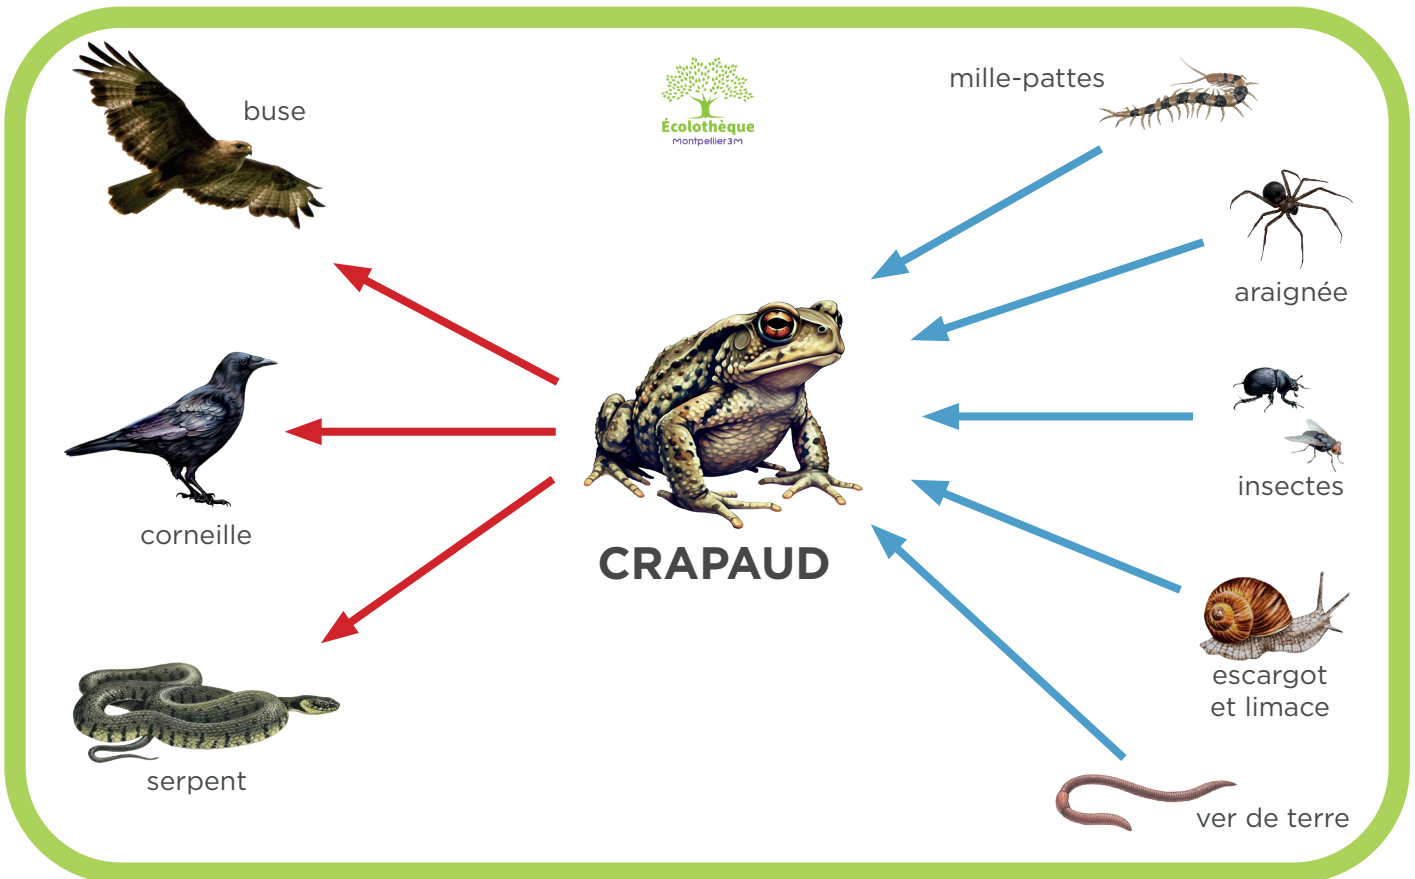 buse
Écolothèque
montpellier3m
mille-pattes
araignée
corneille
CRAPAUD
insectes
escargot
et limace
serpent
ver de terre